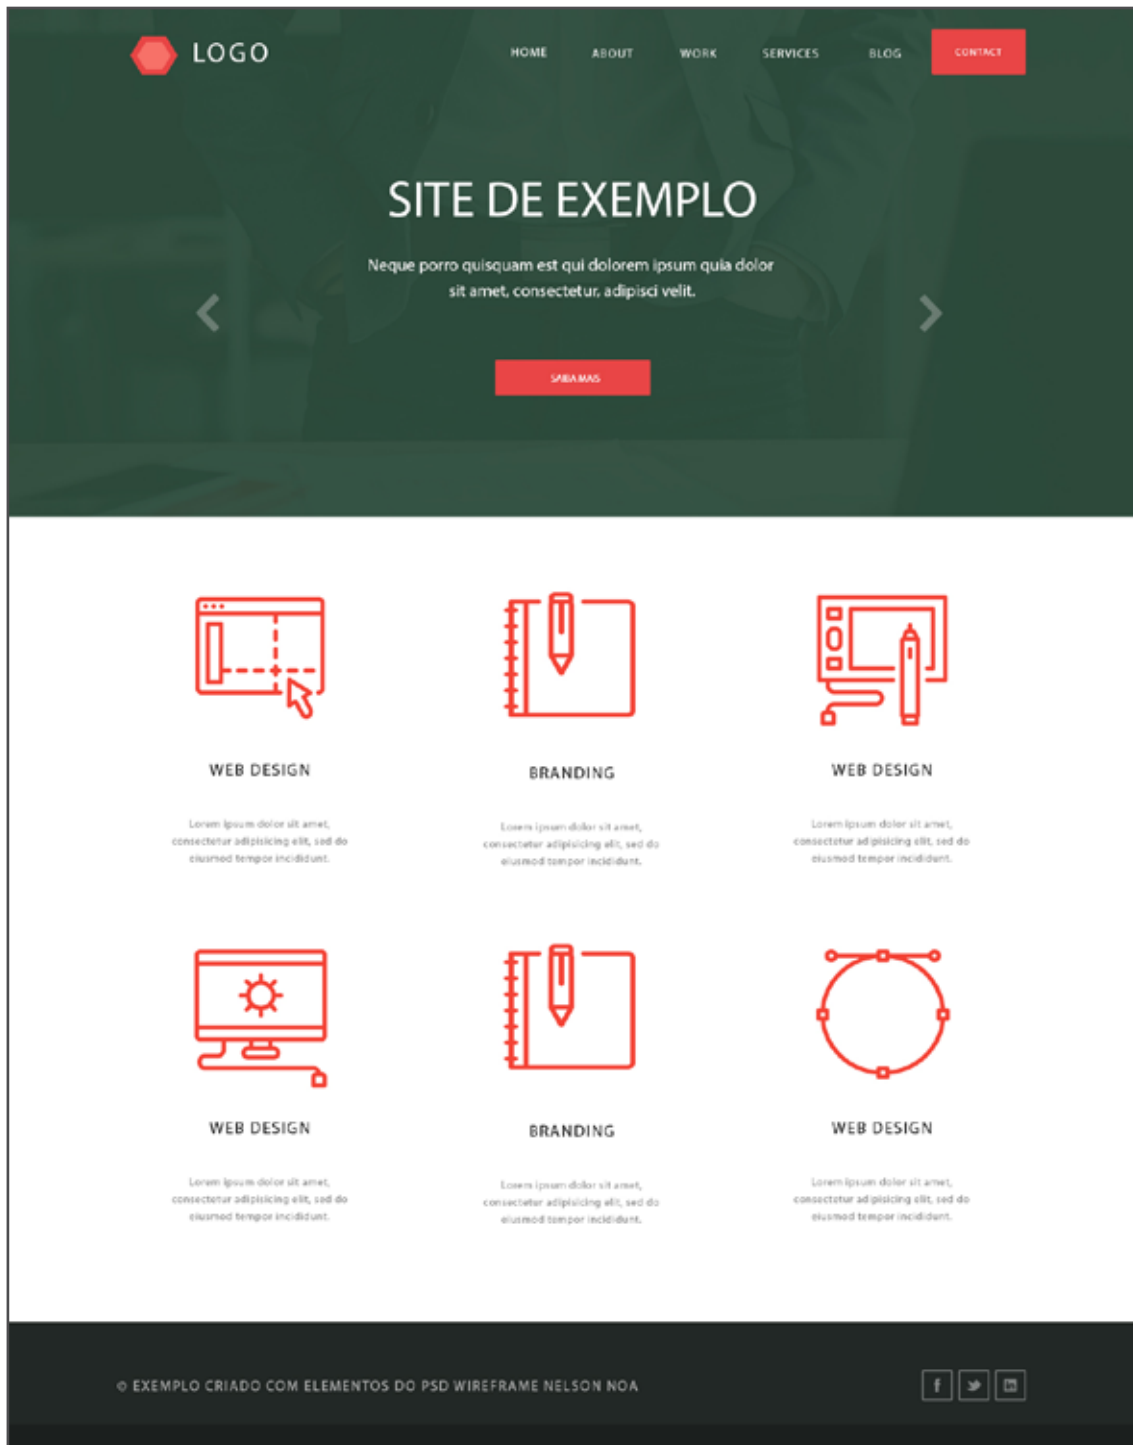 LOGO
HOME ABOUT WORK SERVICES BLOG CONTACT
SITE DE EXEMPLO
Neque porro quisquam est qui dolorem ipsum quia dolor
sit amet, consectetur, adipisci velit.
SAIBA MAIS
WEB DESIGN
Lorem ipsum dolor sit amet,
consectetur adipisicing elit, sed do
eiusmod tempor incididunt.
BRANDING
Lorem ipsum dolor sit amet,
consectetur adipisicing elit, sed do
eiusmod tempor incididunt.
WEB DESIGN
Lorem ipsum dolor sit amet,
consectetur adipisicing elit, sed do
eiusmod tempor incididunt.
WEB DESIGN
Lorem ipsum dolor sit amet,
consectetur adipisicing elit, sed do
eiusmod tempor incididunt.
BRANDING
Lorem ipsum dolor sit amet,
consectetur adipisicing elit, sed do
eiusmod tempor incididunt.
WEB DESIGN
Lorem ipsum dolor sit amet,
consectetur adipisicing elit, sed do
eiusmod tempor incididunt.
© EXEMPLO CRIADO COM ELEMENTOS DO PSD WIREFRAME NELSON NOA
f in